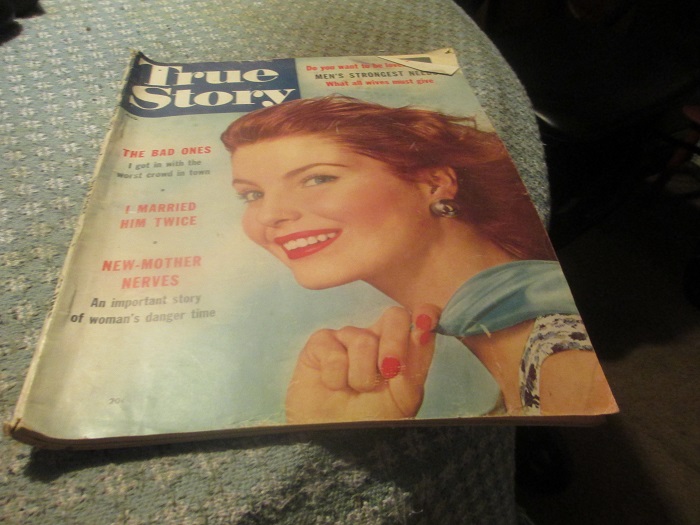 True
Story
Do you want to be
MEN'S STRONGEST NEEDS
What all wives must give
THE BAD ONES
I got in with the
worst crowd in town
I MARRIED
HIM TWICE
NEW-MOTHER
NERVES
An important story
of woman's danger time
20¢